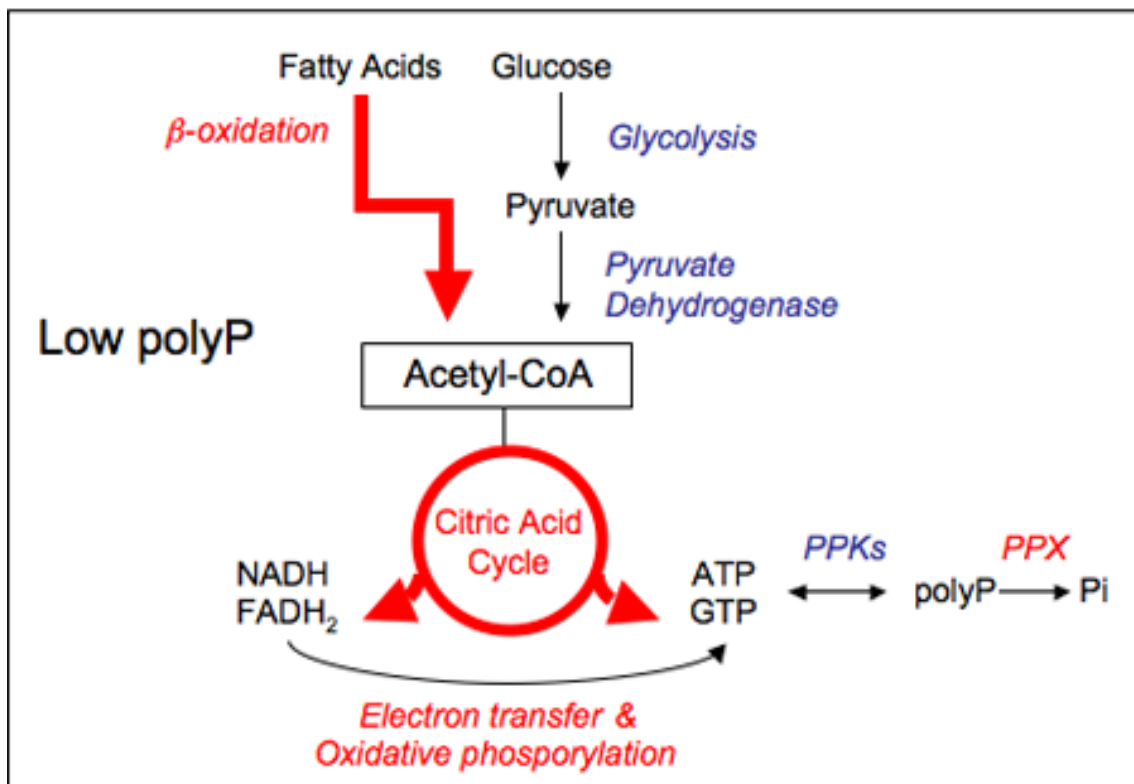 Fatty Acids Glucose
β-oxidation
Glycolysis
Pyruvate
Pyruvate
Dehydrogenase
Low polyP
Acetyl-CoA
Citric Acid
Cycle
NADH
FADH₂
ATP
GTP
PPKs
polyP
PPX
Pi
Electron transfer &
Oxidative phosporylation